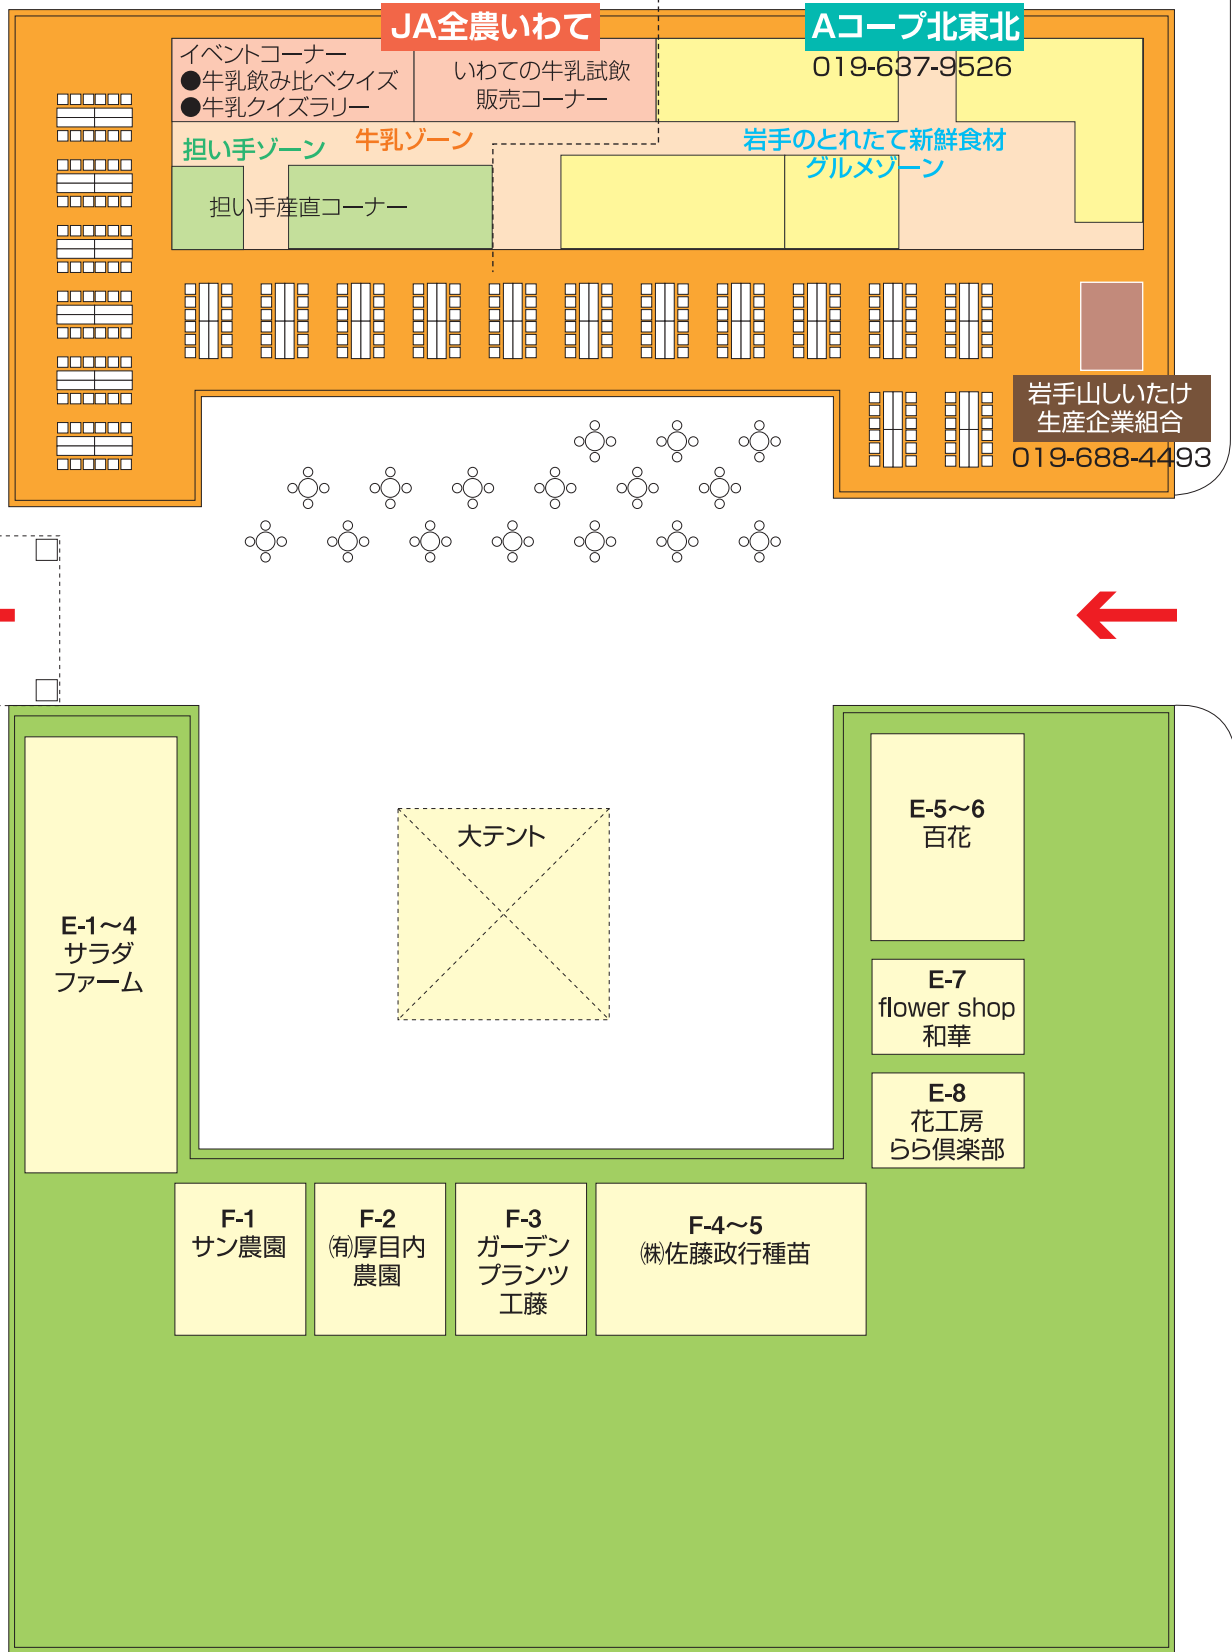 JA全農いわて
Aコープ北東北
019-637-9526
イベントコーナー
●牛乳飲み比べクイズ
●牛乳クイズラリー
いわての牛乳試飲
販売コーナー
担い手ゾーン
牛乳ゾーン
岩手のとれたて新鮮食材
グルメゾーン
担い手産直コーナー
岩手山しいたけ
生産企業組合
019-688-4493
大テント
E-1～4
サラダ
ファーム
E-5～6
百花
E-7
flower shop
和華
E-8
花工房
らら倶楽部
F-1
サン農園
F-2
㈲厚目内
農園
F-3
ガーデン
プランツ
工藤
F-4～5
㈱佐藤政行種苗